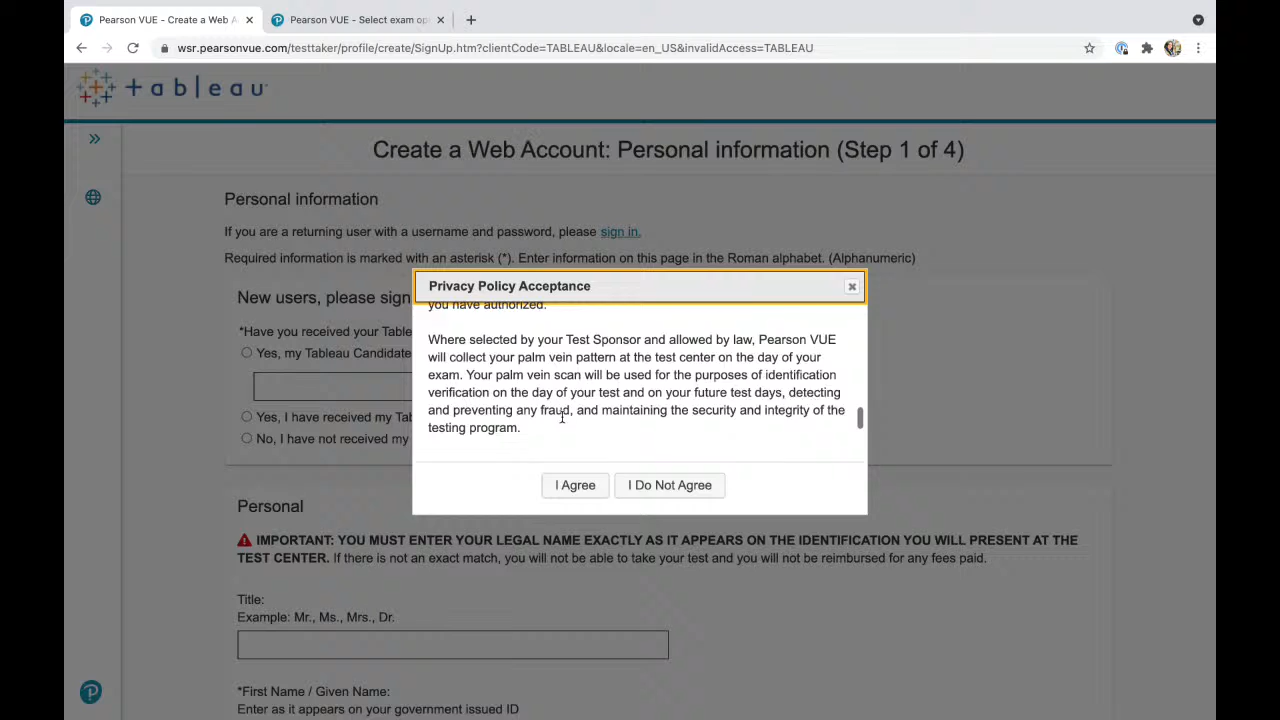 Pearson VUE - Create a Web A
Pearson VUE - Select exam op
wsr.pearsonvue.com/testtaker/profile/create/SignUp.htm?clientCode=TABLEAU&locale=en_US&invalidAccess=TABLEAU
tableau
Create a Web Account: Personal information (Step 1 of 4)
Personal information
If you are a returning user with a username and password, please sign in.
Required information is marked with an asterisk (*). Enter information on this page in the Roman alphabet. (Alphanumeric)
New users, please sign
*Have you received your Table
Yes, my Tableau Candidate
Yes, I have received my Tab
No, I have not received my
Privacy Policy Acceptance
you have authorized.
Where selected by your Test Sponsor and allowed by law, Pearson VUE
will collect your palm vein pattern at the test center on the day of your
exam. Your palm vein scan will be used for the purposes of identification
verification on the day of your test and on your future test days, detecting
and preventing any fraud, and maintaining the security and integrity of the
testing program.
I Agree
I Do Not Agree
Personal
IMPORTANT: YOU MUST ENTER YOUR LEGAL NAME EXACTLY AS IT APPEARS ON THE IDENTIFICATION YOU WILL PRESENT AT THE
TEST CENTER. If there is not an exact match, you will not be able to take your test and you will not be reimbursed for any fees paid.
Title:
Example: Mr., Ms., Mrs., Dr.
*First Name / Given Name:
Enter as it appears on your government issued ID